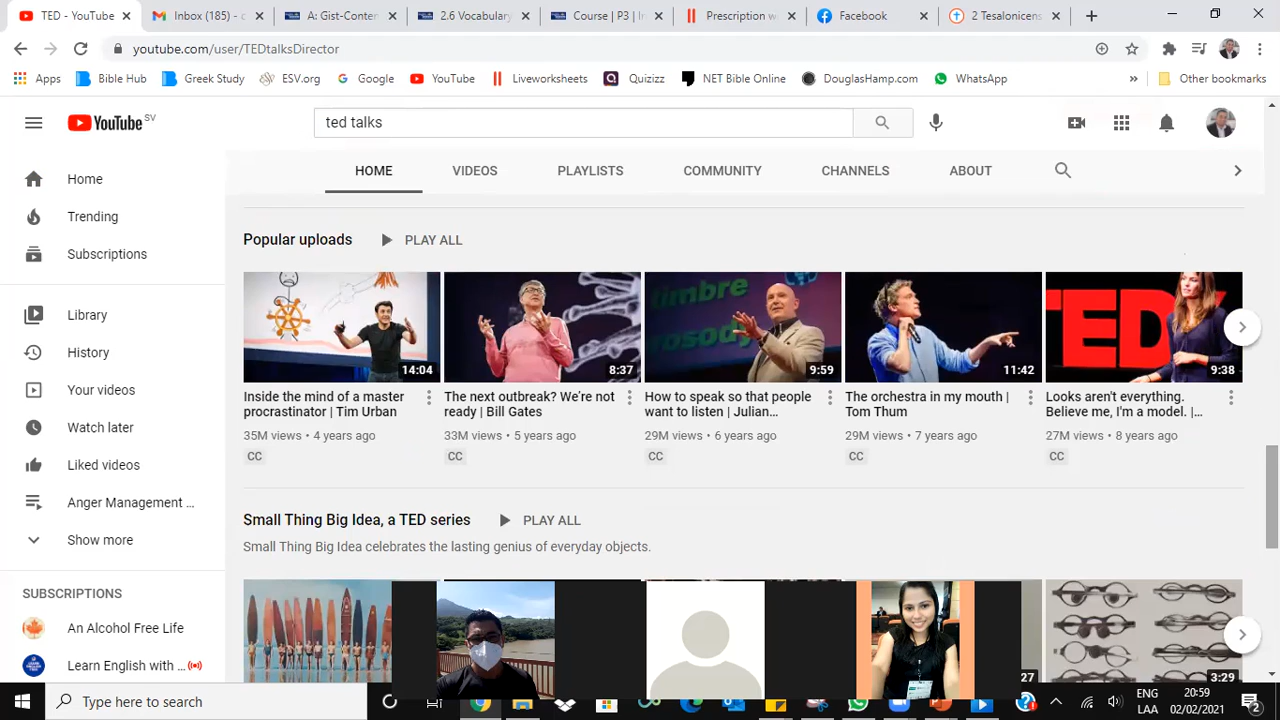 TED - YouTube
Inbox (185) - c
A: Gist-Content
2.6 Vocabulary
Course | P3 | In
Prescription w
Facebook
2 Tesalonicens
youtube.com/user/TEDtalksDirector
Apps
Bible Hub
Greek Study
ESV.org
Google
YouTube
Liveworksheets
Quizizz
NET Bible Online
DouglasHamp.com
WhatsApp
Other bookmarks
YouTube SV
ted talks
HOME
VIDEOS
PLAYLISTS
COMMUNITY
CHANNELS
ABOUT
Home
Trending
Subscriptions
Library
History
Your videos
Watch later
Liked videos
Anger Management ...
Show more
SUBSCRIPTIONS
An Alcohol Free Life
Learn English with ...
Popular uploads
PLAY ALL
timbre
TED
14:04
8:37
9:59
11:42
9:38
Inside the mind of a master
procrastinator | Tim Urban
35M views • 4 years ago
CC
The next outbreak? We're not
ready | Bill Gates
33M views • 5 years ago
CC
How to speak so that people
want to listen | Julian...
29M views • 6 years ago
CC
The orchestra in my mouth |
Tom Thum
29M views • 7 years ago
CC
Looks aren't everything.
Believe me, I'm a model. |...
27M views • 8 years ago
CC
Small Thing Big Idea, a TED series
PLAY ALL
Small Thing Big Idea celebrates the lasting genius of everyday objects.
27
3:29
Type here to search
ENG
LAA
20:59
02/02/2021
2